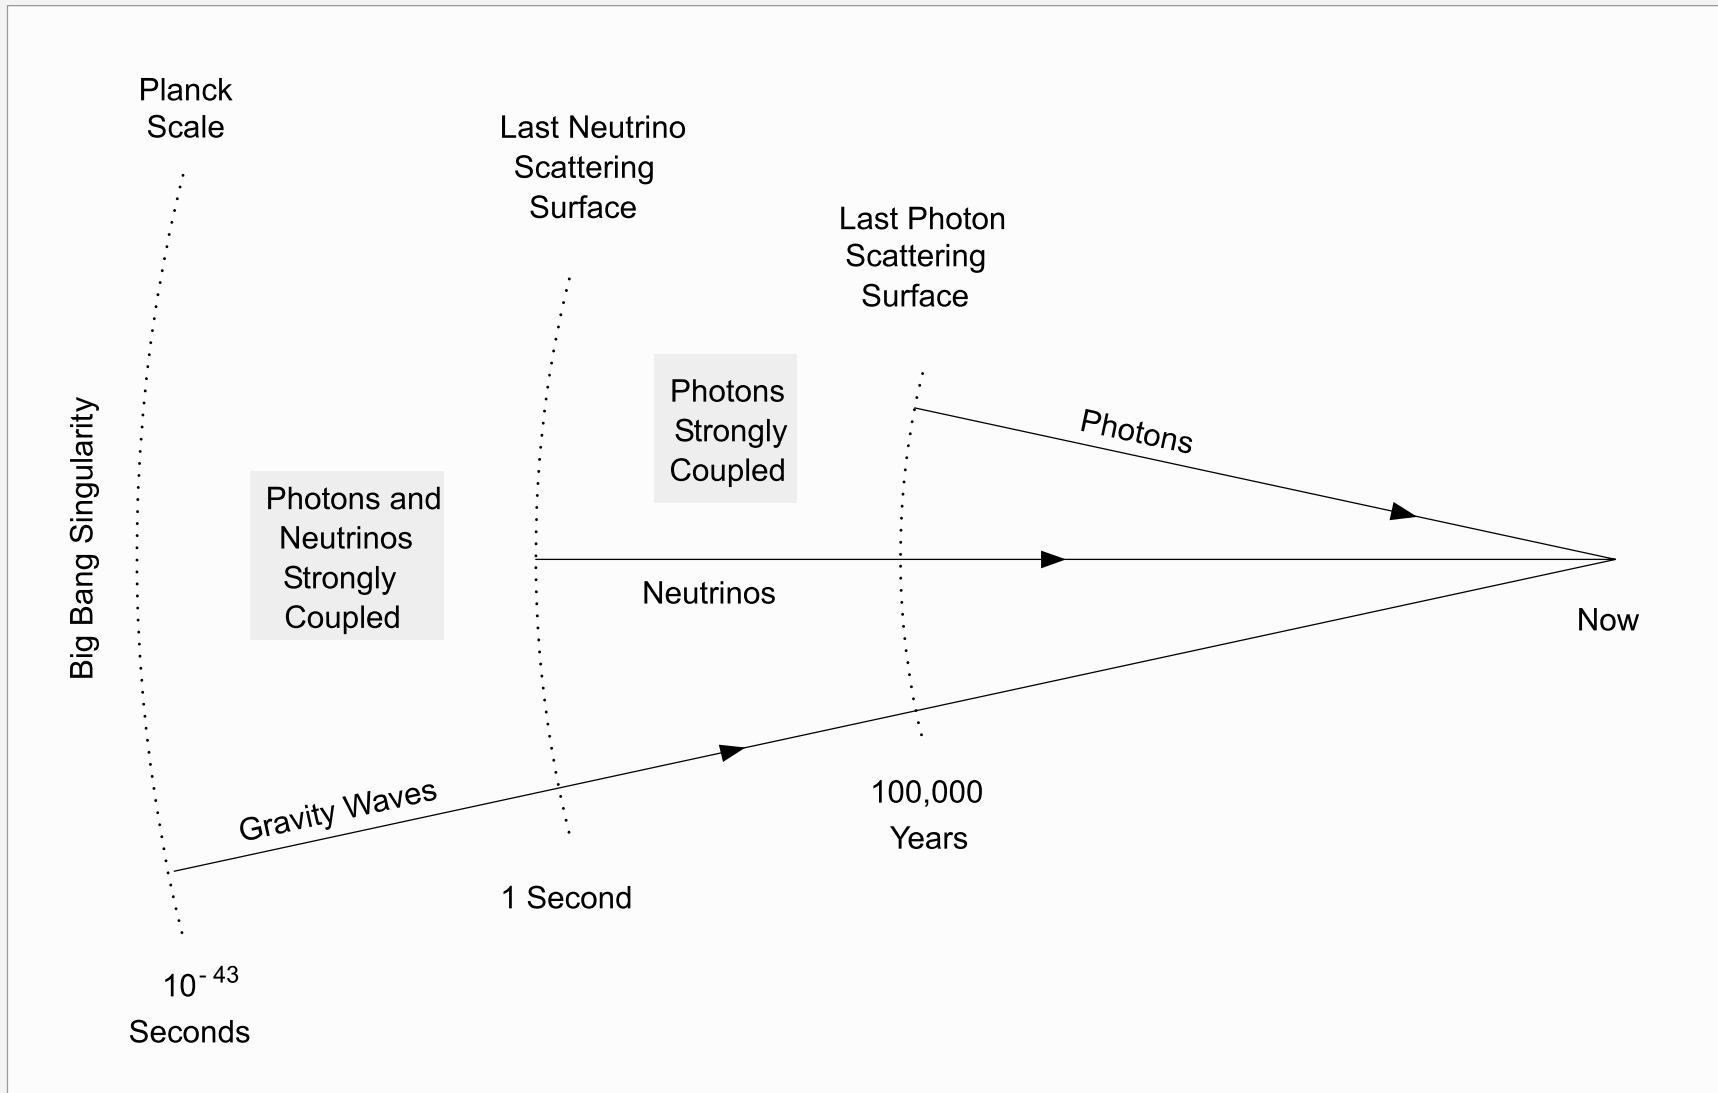 Planck
Scale
Last Neutrino
Scattering
Surface
Last Photon
Scattering
Surface
Big Bang Singularity
Photons and
Neutrinos
Strongly
Coupled
Photons
Strongly
Coupled
Photons
Neutrinos
Now
Gravity Waves
100,000
Years
1 Second
10⁻⁴³
Seconds